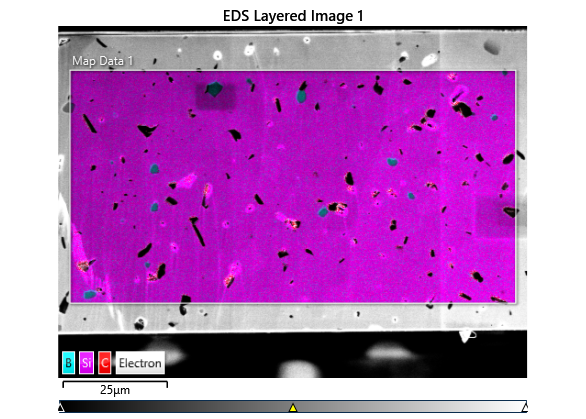 EDS Layered Image 1
Map Data 1
B Si C Electron
25µm